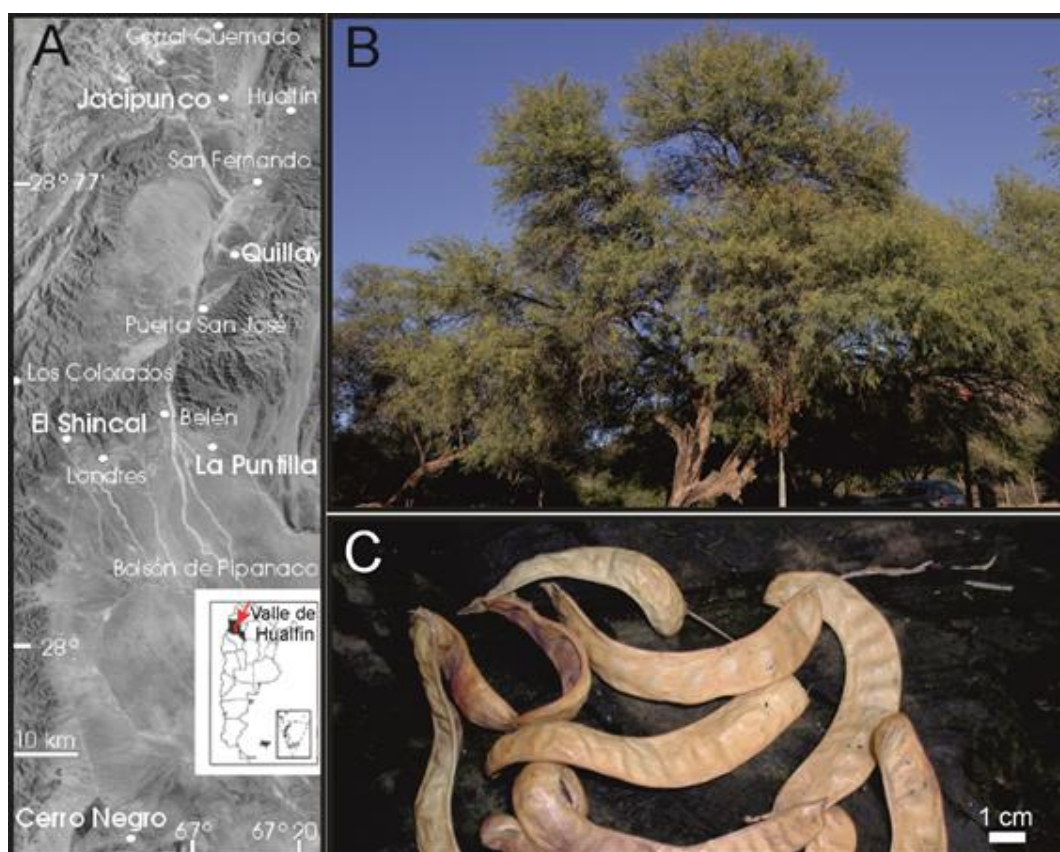 A
Corral Quemado
Jacipunco
Hualfín
San Fernando
28° 77'
Quillay
Puerta San José
Los Colorados
El Shincal
Belén
Londres
La Puntilla
Bolsón de Pipanaco
Valle de
Hualfín
28°
10 km
Cerro Negro
67°
67° 20
B
C
1 cm